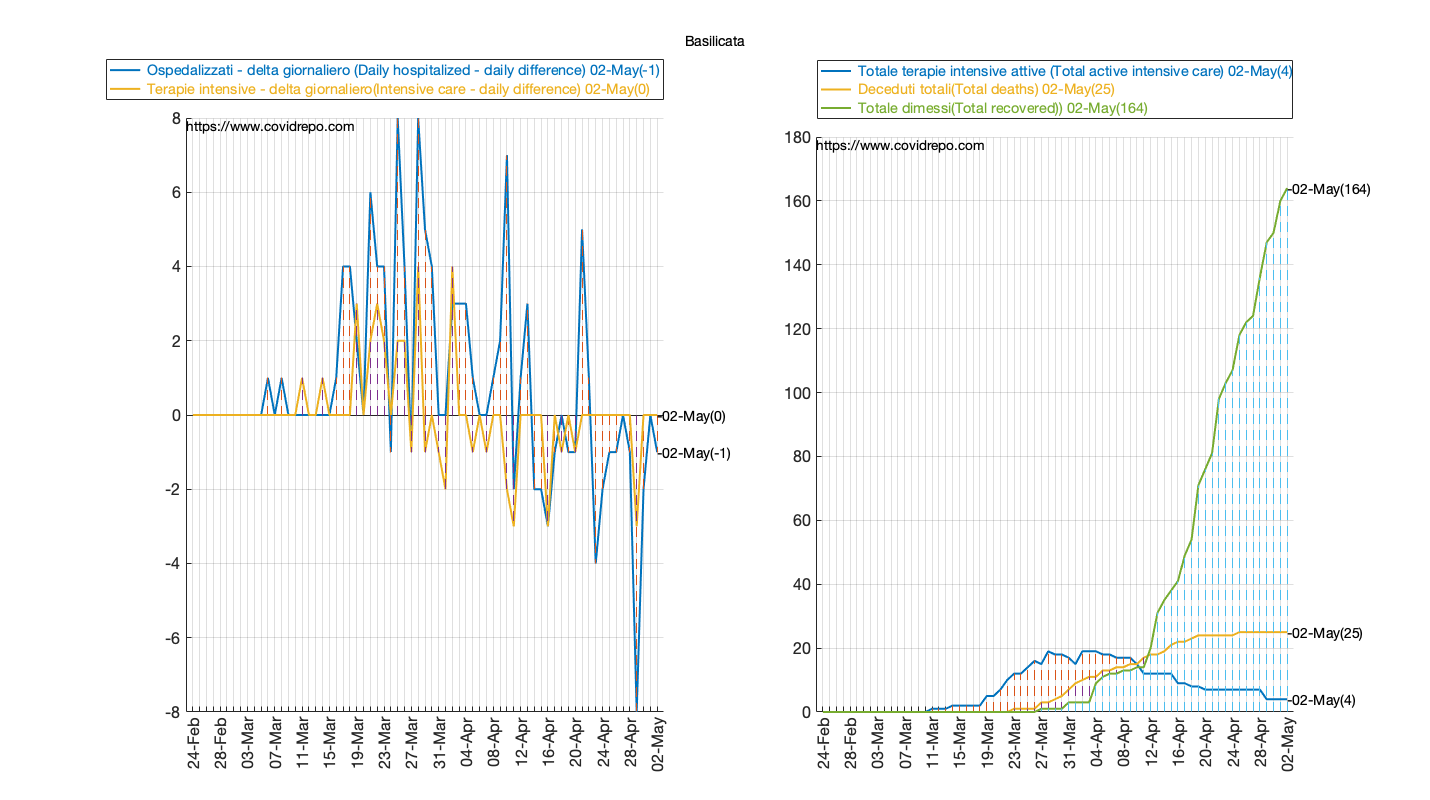 Basilicata
Ospedalizzati - delta giornaliero (Daily hospitalized - daily difference) 02-May(-1)
Terapie intensive - delta giornaliero(Intensive care - daily difference) 02-May(0)
https://www.covidrepo.com
8
6
4
2
0
-2
-4
-6
-8
-02-May(0)
-02-May(-1)
24-Feb
28-Feb
03-Mar
07-Mar
11-Mar
15-Mar
19-Mar
23-Mar
27-Mar
31-Mar
04-Apr
08-Apr
12-Apr
16-Apr
20-Apr
24-Apr
28-Apr
02-May
Totale terapie intensive attive (Total active intensive care) 02-May(4)
Deceduti totali(Total deaths) 02-May(25)
Totale dimessi(Total recovered)) 02-May(164)
https://www.covidrepo.com
180
160
140
120
100
80
60
40
20
0
-02-May(164)
-02-May(25)
-02-May(4)
24-Feb
28-Feb
03-Mar
07-Mar
11-Mar
15-Mar
19-Mar
23-Mar
27-Mar
31-Mar
04-Apr
08-Apr
12-Apr
16-Apr
20-Apr
24-Apr
28-Apr
02-May